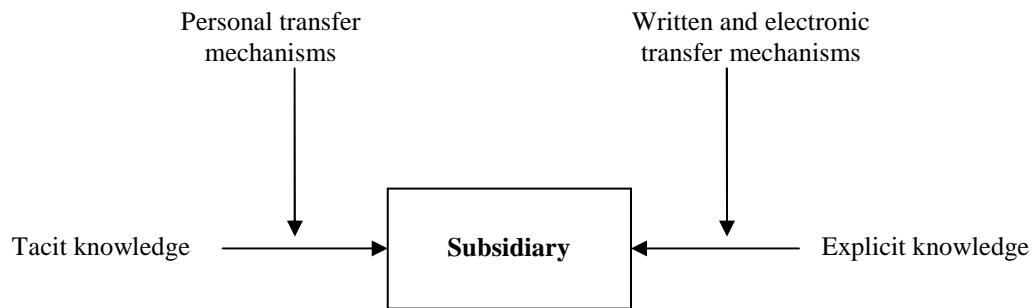 Personal transfer
mechanisms
Written and electronic
transfer mechanisms
Tacit knowledge
Subsidiary
Explicit knowledge